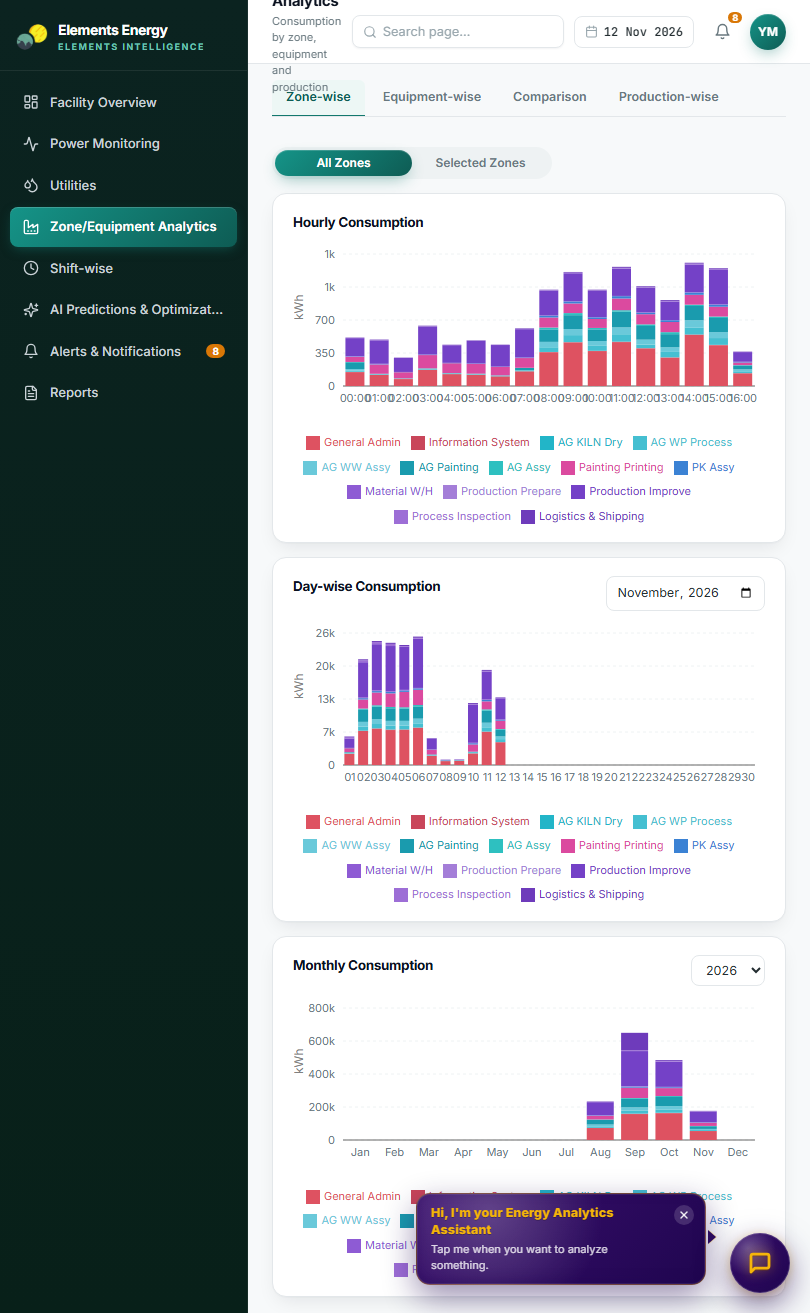 Elements Energy
ELEMENTS INTELLIGENCE
Facility Overview
Power Monitoring
Utilities
Zone/Equipment Analytics
Shift-wise
AI Predictions & Optimizat...
Alerts & Notifications 8
Reports
Analytics
Consumption
by zone,
equipment
and
production
Search page...
12 Nov 2026
8
YM
Zone-wise Equipment-wise Comparison Production-wise
All Zones Selected Zones
Hourly Consumption
kWh
1k
1k
700
350
0
00:00 01:00 02:00 03:00 04:00 05:00 06:00 07:00 08:00 09:00 10:00 11:00 12:00 13:00 14:00 15:00 16:00
General Admin Information System AG KILN Dry AG WP Process
AG WW Assy AG Painting AG Assy Painting Printing PK Assy
Material W/H Production Prepare Production Improve
Process Inspection Logistics & Shipping
Day-wise Consumption
November, 2026
kWh
26k
20k
13k
7k
0
01 02 03 04 05 06 07 08 09 10 11 12 13 14 15 16 17 18 19 20 21 22 23 24 25 26 27 28 29 30
General Admin Information System AG KILN Dry AG WP Process
AG WW Assy AG Painting AG Assy Painting Printing PK Assy
Material W/H Production Prepare Production Improve
Process Inspection Logistics & Shipping
Monthly Consumption
2026
kWh
800k
600k
400k
200k
0
Jan Feb Mar Apr May Jun Jul Aug Sep Oct Nov Dec
General Admin
AG WW Assy
Assy
Material
Hi, I'm your Energy Analytics
Assistant
Tap me when you want to analyze
something.